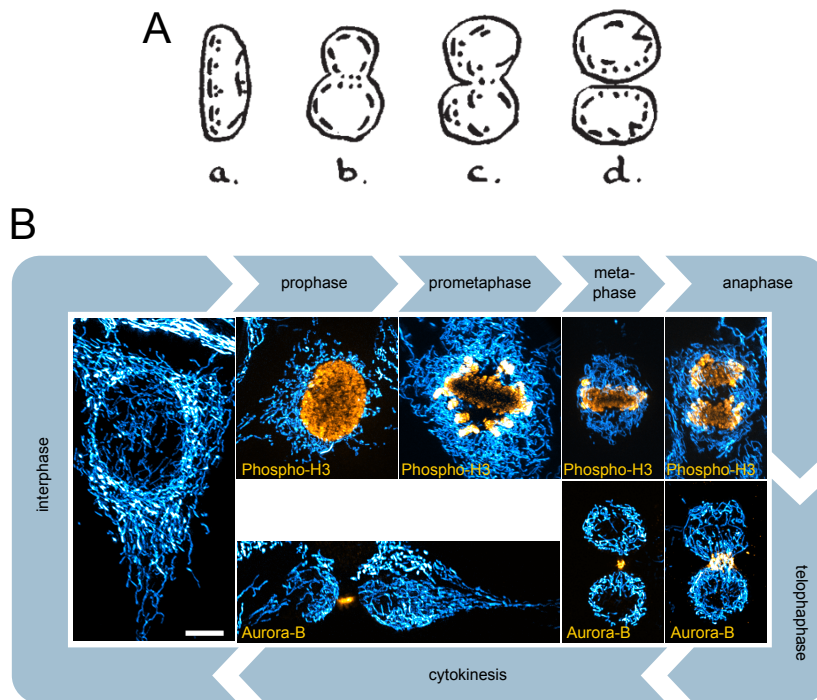 A
a.
b.
c.
d.
B
prophase
prometaphase
meta-
phase
anaphase
interphase
Phospho-H3
Phospho-H3
Phospho-H3
Phospho-H3
Aurora-B
Aurora-B
Aurora-B
telophaphase
cytokinesis